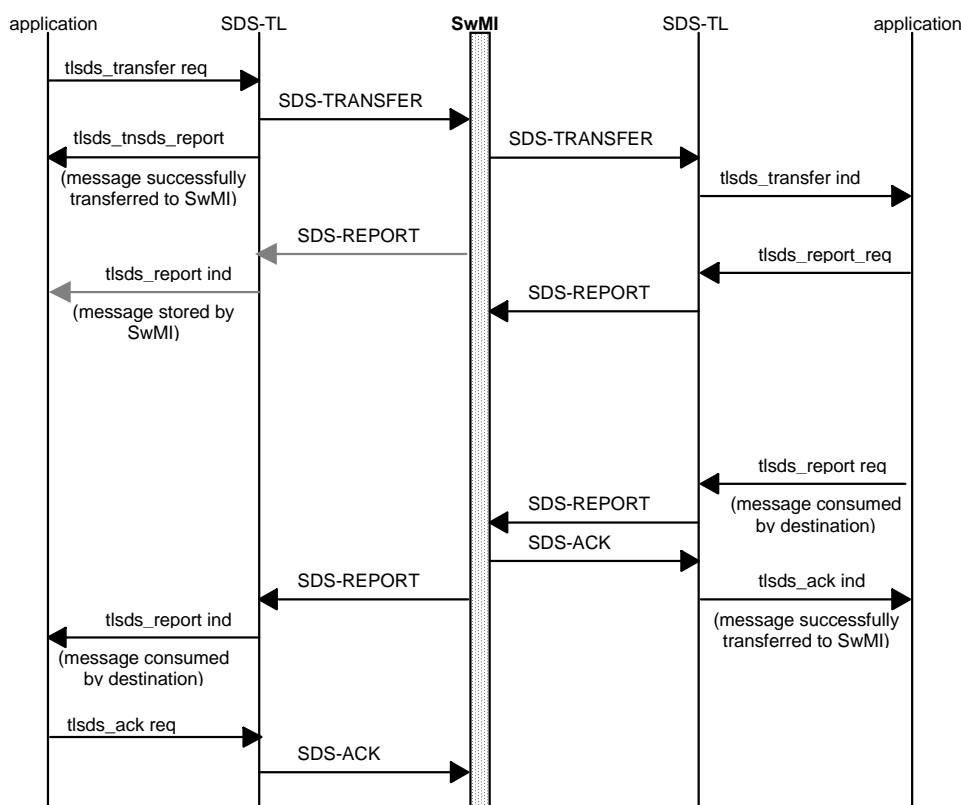 application
SDS-TL
SwMI
SDS-TL
application
tlsds_transfer req
SDS-TRANSFER
tlsds_tnsds_report
SDS-TRANSFER
(message successfully
transferred to SwMI)
tlsds_transfer ind
SDS-REPORT
tlsds_report_req
tlsds_report ind
SDS-REPORT
(message stored by
SwMI)
tlsds_report req
SDS-REPORT
(message consumed
by destination)
SDS-ACK
SDS-REPORT
tlsds_ack ind
tlsds_report ind
(message successfully
transferred to SwMI)
(message consumed
by destination)
tlsds_ack req
SDS-ACK